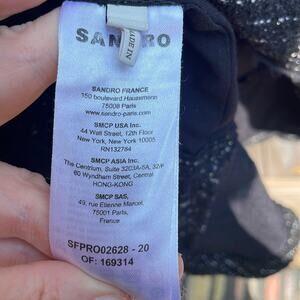 SANDRO
MADE IN
SANDRO FRANCE
150 boulevard Haussmann
75008 Paris
www.sandro-paris.com
SMCP USA Inc.
44 Wall Street, 12th Floor
New York, New York 10005
RN132784
SMCP ASIA Inc.
The Centrium, Suite 3203A-5A, 32/F
60 Wyndham Street, Central
HONG-KONG
SMCP SAS,
49, rue Etienne Marcel,
75001 Paris,
France
SFPRO02628 - 20
OF: 169314